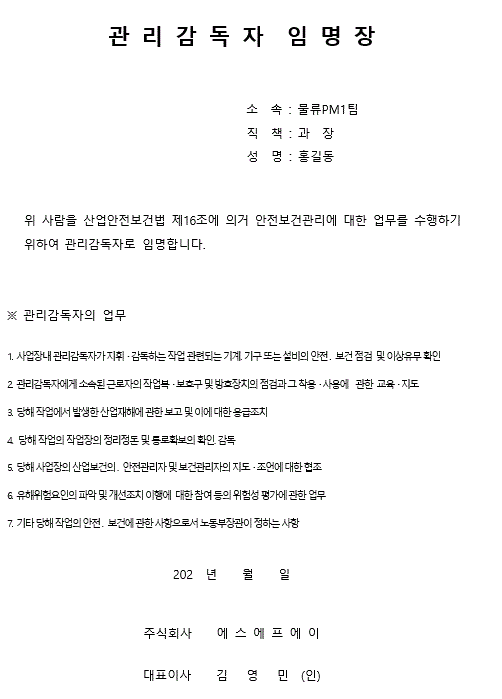 관 리 감 독 자 임 명 장
소 속 : 물류PM1팀
직 책 : 과 장
성 명 : 홍길동
위 사람을 산업안전보건법 제16조에 의거 안전보건관리에 대한 업무를 수행하기
위하여 관리감독자로 임명합니다.
※ 관리감독자의 업무
1. 사업장내 관리감독자가 지휘·감독하는 작업 관련되는 기계, 기구 또는 설비의 안전. 보건 점검 및 이상유무 확인
2. 관리감독자에게 소속된 근로자의 작업복·보호구 및 방호장치의 점검과 그 착용·사용에 관한 교육·지도
3. 당해 작업에서 발생한 산업재해에 관한 보고 및 이에 대한 응급조치
4. 당해 작업의 작업장의 정리정돈 및 통로확보의 확인. 감독
5. 당해 사업장의 산업보건의. 안전관리자 및 보건관리자의 지도·조언에 대한 협조
6. 유해위험요인의 파악 및 개선조치 이행에 대한 참여 등의 위험성 평가에 관한 업무
7. 기타 당해 작업의 안전. 보건에 관한 사항으로서 노동부장관이 정하는 사항
202 년 월 일
주식회사 에 스 에 프 에 이
대표이사 김 영 민 (인)